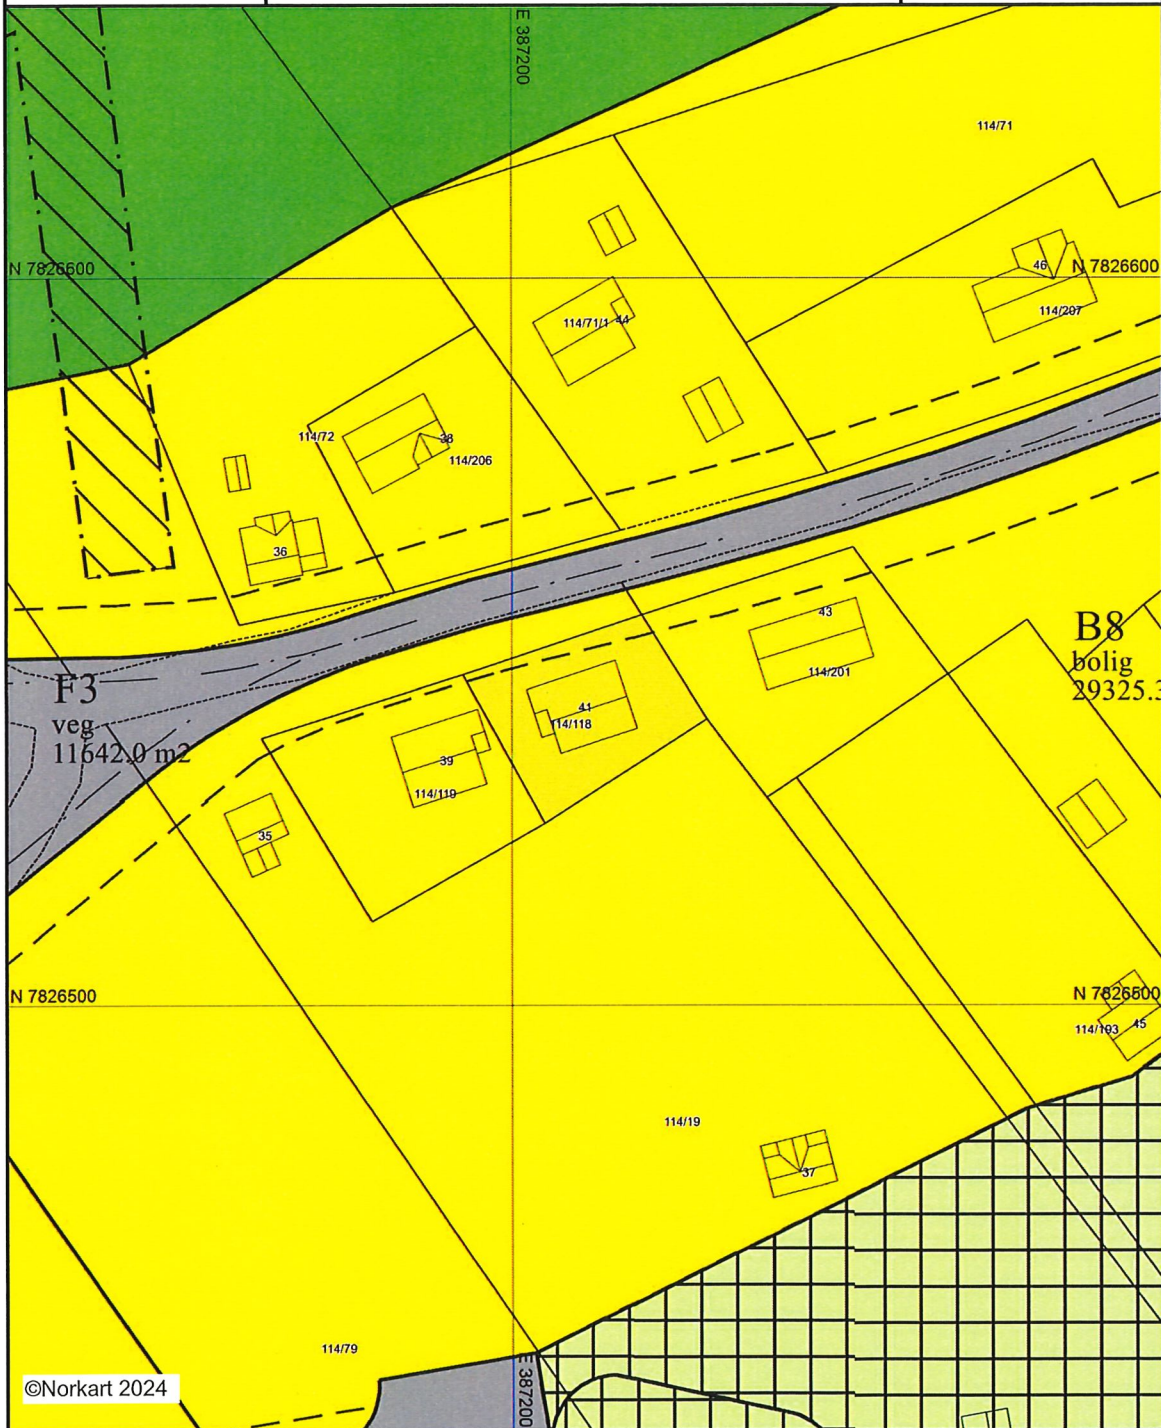 E 387200
114/71
N 7826600
46
N 7826600
114/71/1
44
114/207
114/72
38
114/206
36
43
B8
bolig
29325.3
114/201
F3
veg
11642.0 m2
41
114/118
39
114/119
35
N 7826500
N 7826500
114/193
45
114/19
37
114/79
E 387200
©Norkart 2024